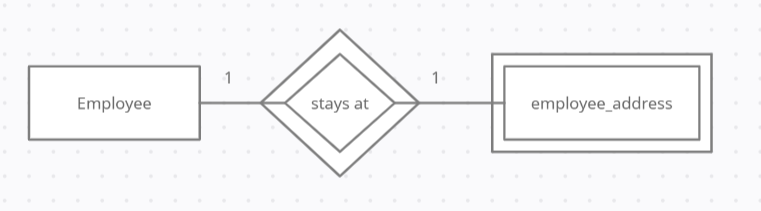 Employee
1
stays at
1
employee_address